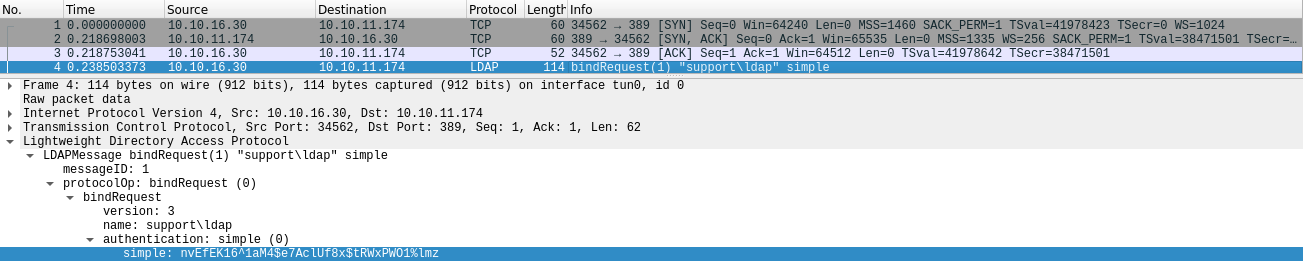 No. Time Source Destination Protocol Length Info
1 0.000000000 10.10.16.30 10.10.11.174 TCP 60 34562 → 389 [SYN] Seq=0 Win=64240 Len=0 MSS=1460 SACK_PERM=1 TSval=41978423 TSecr=0 WS=1024
2 0.218698003 10.10.11.174 10.10.16.30 TCP 60 389 → 34562 [SYN, ACK] Seq=0 Ack=1 Win=65535 Len=0 MSS=1335 WS=256 SACK_PERM=1 TSval=38471501 TSecr=…
3 0.218753041 10.10.16.30 10.10.11.174 TCP 52 34562 → 389 [ACK] Seq=1 Ack=1 Win=64512 Len=0 TSval=41978642 TSecr=38471501
4 0.238503373 10.10.16.30 10.10.11.174 LDAP 114 bindRequest(1) "support\ldap" simple
Frame 4: 114 bytes on wire (912 bits), 114 bytes captured (912 bits) on interface tun0, id 0
Raw packet data
Internet Protocol Version 4, Src: 10.10.16.30, Dst: 10.10.11.174
Transmission Control Protocol, Src Port: 34562, Dst Port: 389, Seq: 1, Ack: 1, Len: 62
Lightweight Directory Access Protocol
LDAPMessage bindRequest(1) "support\ldap" simple
messageID: 1
protocolOp: bindRequest (0)
bindRequest
version: 3
name: support\ldap
authentication: simple (0)
simple: nvEfEK16^1aM4$e7AclUf8x$tRWxPWO1%lmz